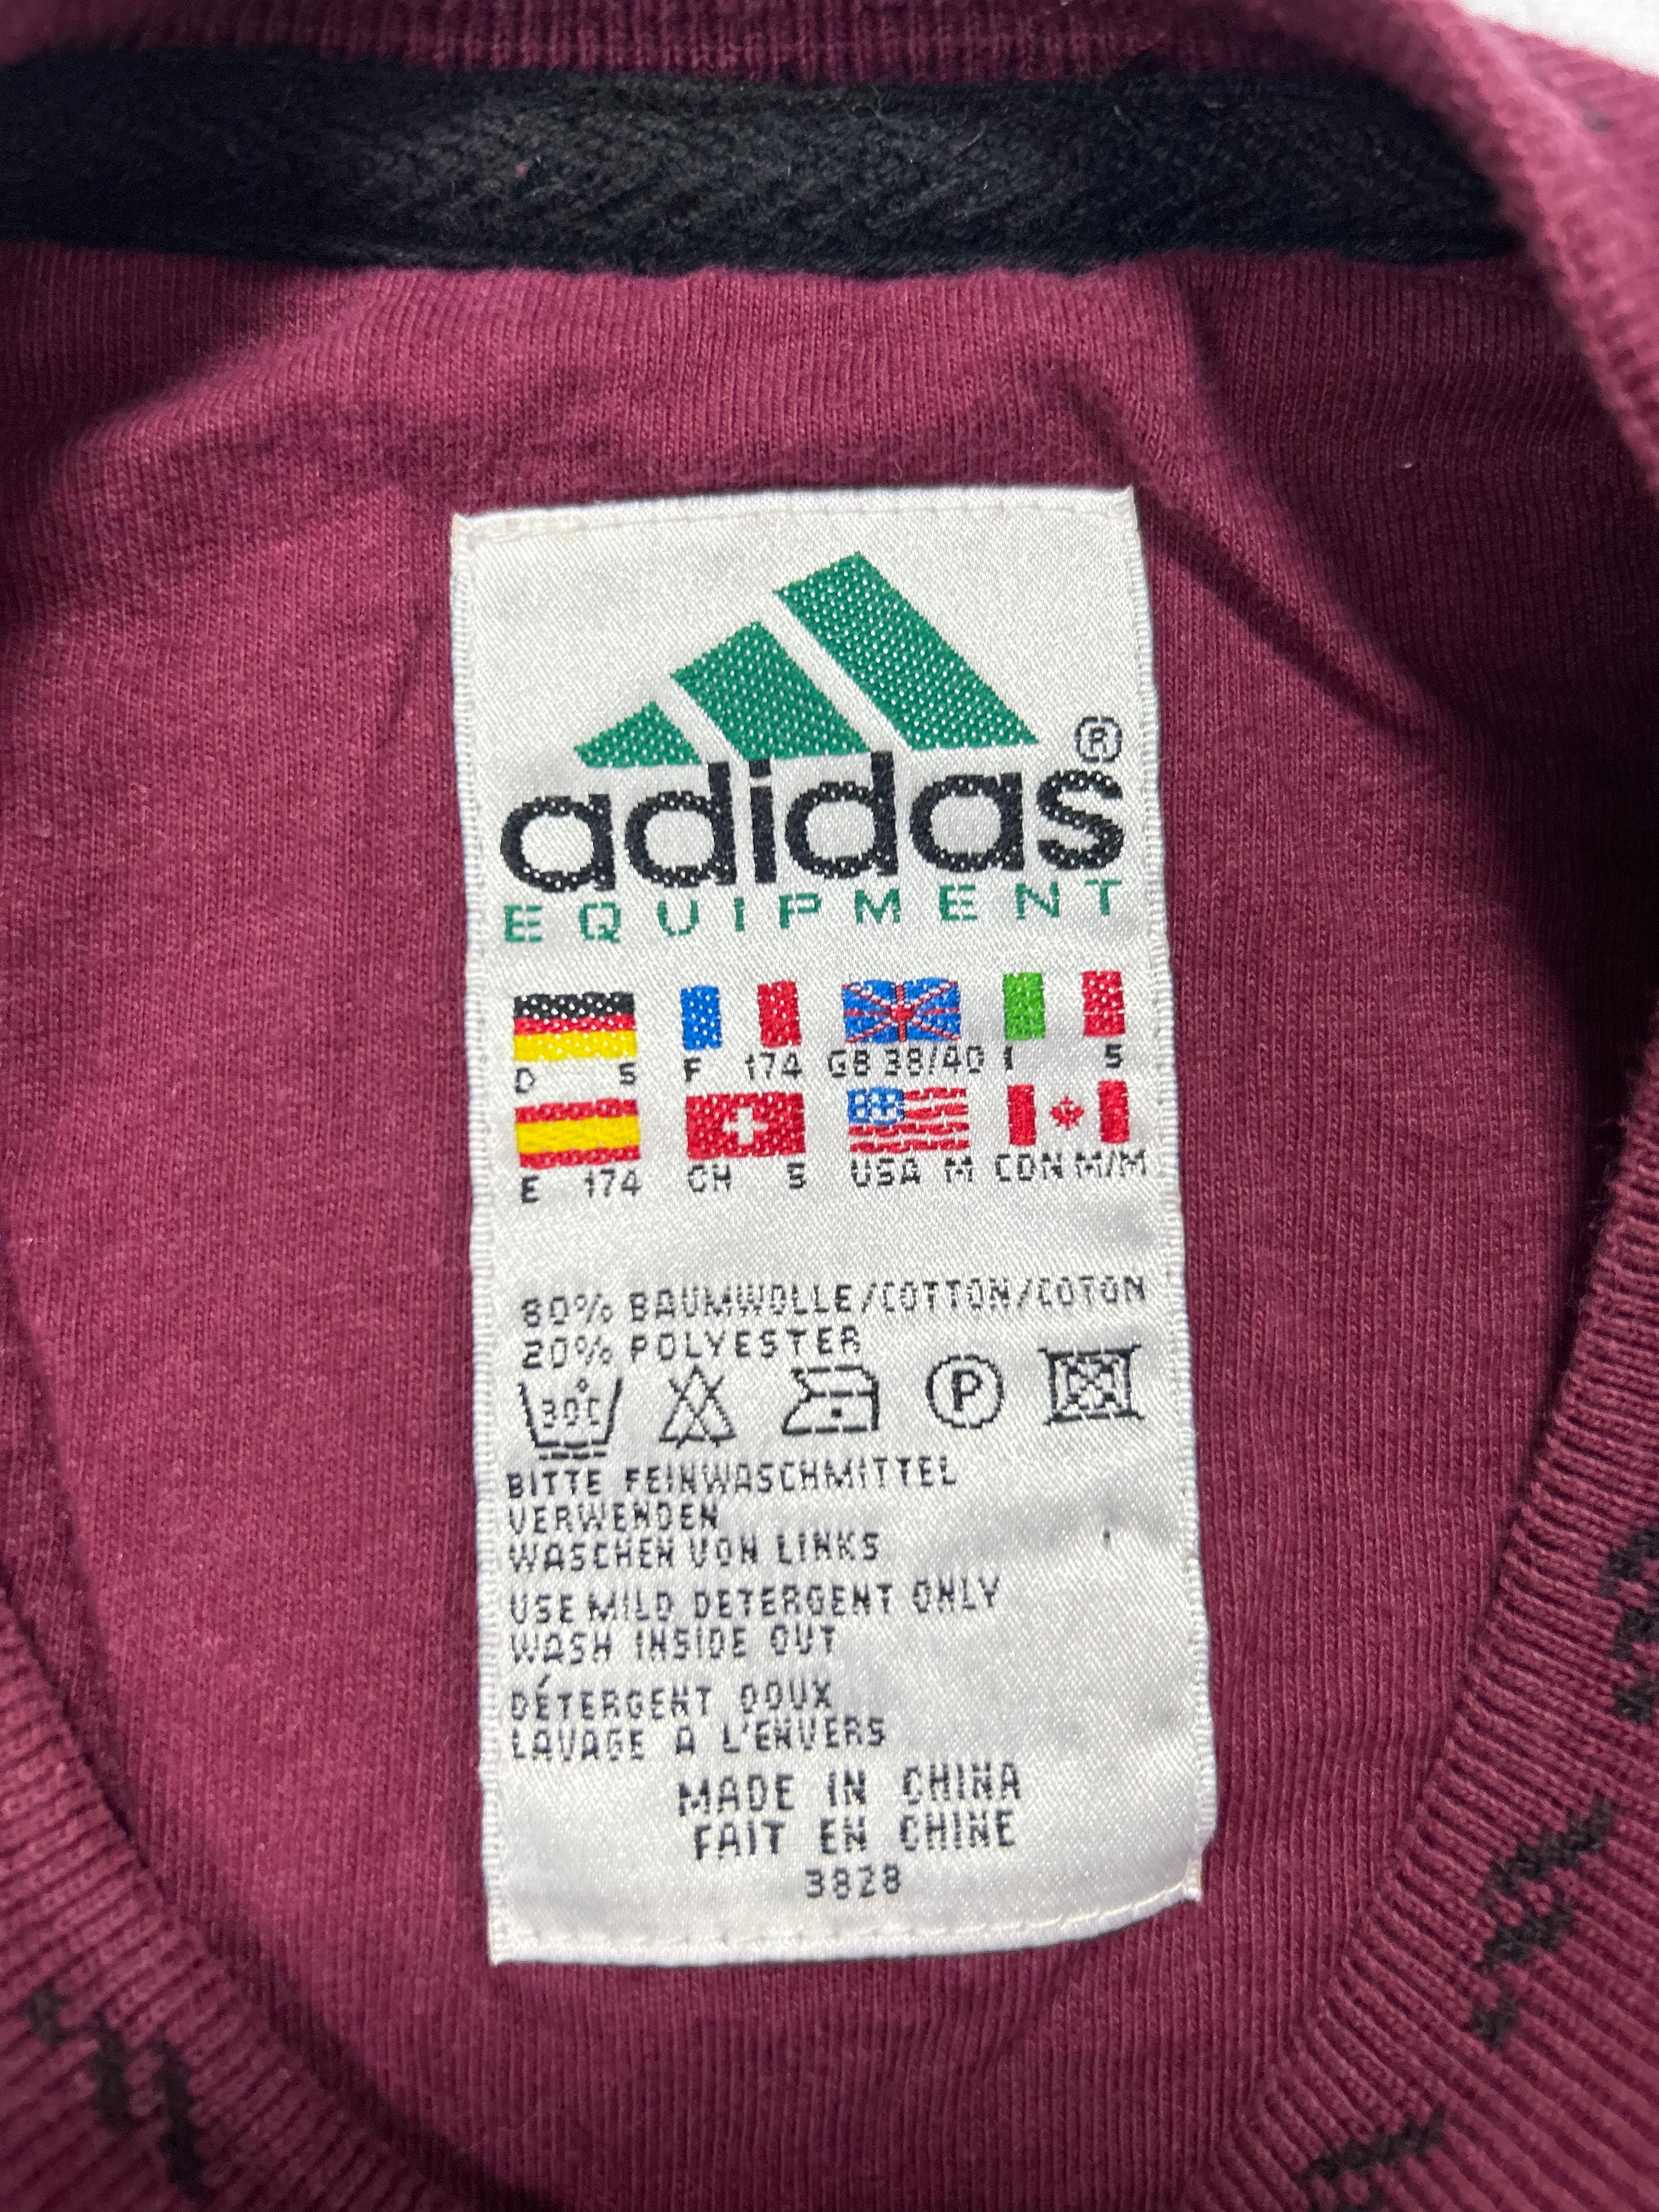 adidas®
EQUIPMENT
D 5 F 174 GB 38/40 I 5
E 174 CH 5 USA M CDN M/M
80% BAUMWOLLE/COTTON/COTON
20% POLYESTER
30°C P
BITTE FEINWASCHMITTEL
VERWENDEN
WASCHEN VON LINKS
USE MILD DETERGENT ONLY
WASH INSIDE OUT
DÉTERGENT DOUX
LAVAGE A L'ENVERS
MADE IN CHINA
FAIT EN CHINE
3828